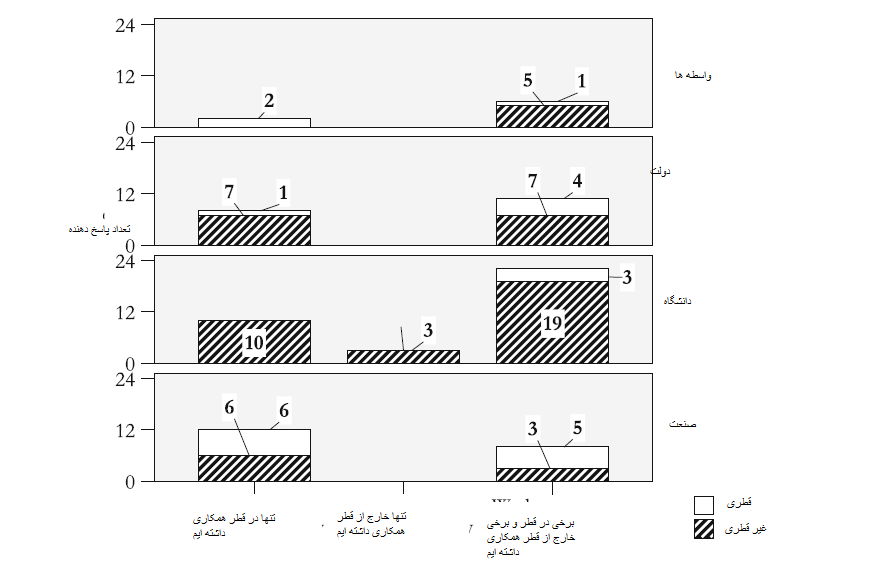 24
12
0
2
5
1
واسطه ها
24
12
0
7
1
7
4
دولت
تعداد پاسخ دهنده
24
12
0
10
3
19
3
دانشگاه
24
12
0
6
6
3
5
صنعت
تنها در قطر همکاری
داشته ایم
تنها خارج از قطر
همکاری داشته ایم
برخی در قطر و برخی
خارج از قطر همکاری
داشته ایم
قطری
غیر قطری